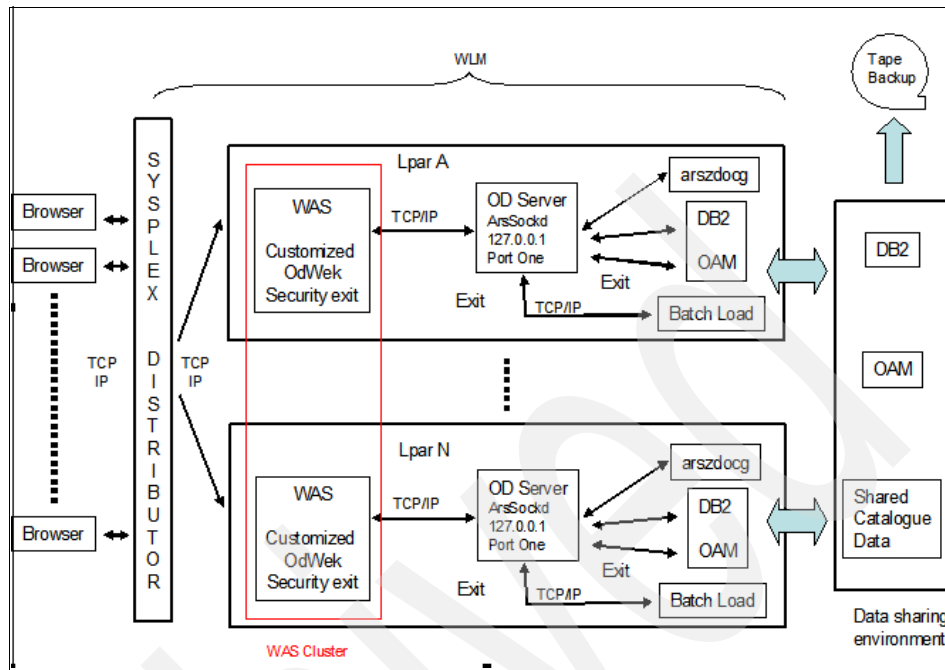 WLM
Tape
Backup
SYSPLEX
DISTRIBUTOR
Browser
Browser
Browser
TCP
IP
TCP
IP
Lpar A
WAS
Customized
OdWek
Security exit
TCP/IP
OD Server
ArsSockd
127.0.0.1
Port One
Exit
TCP/IP
Exit
arszdocg
DB2
OAM
Batch Load
Lpar N
WAS
Customized
OdWek
Security exit
TCP/IP
OD Server
ArsSockd
127.0.0.1
Port One
Exit
TCP/IP
Exit
arszdocg
DB2
OAM
Batch Load
WAS Cluster
DB2
OAM
Shared
Catalogue
Data
Data sharing
environment